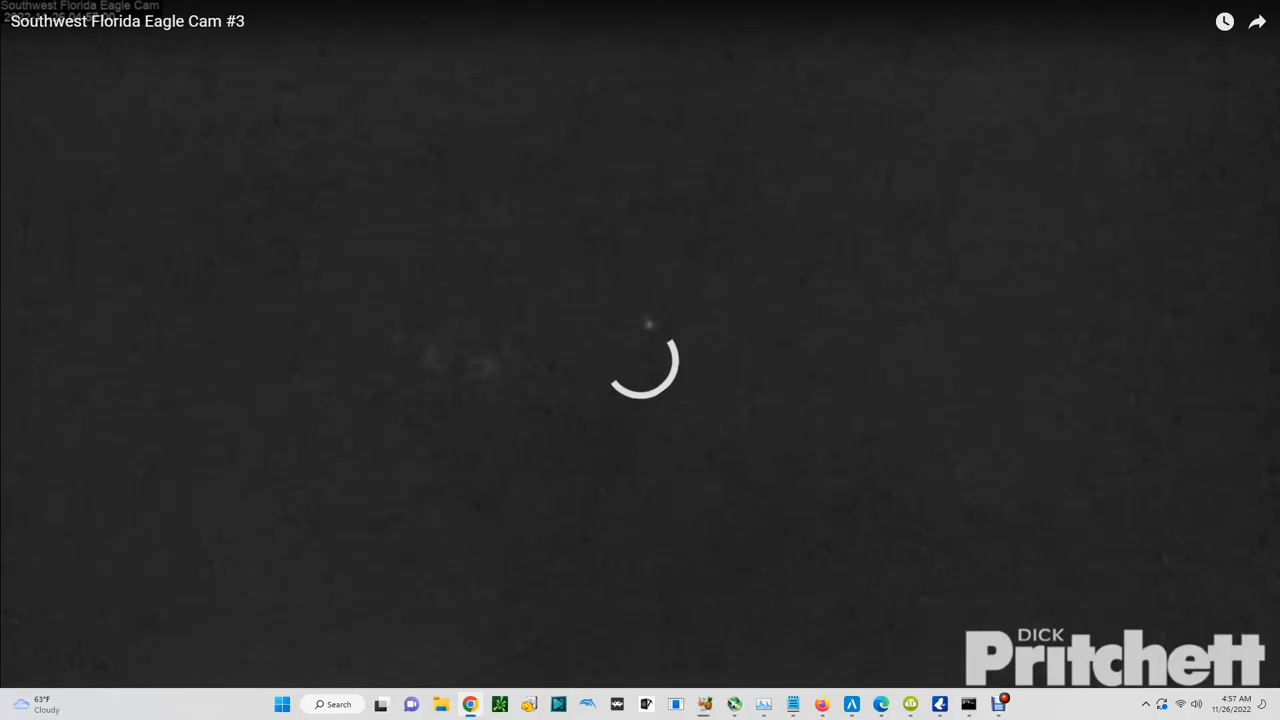 Southwest Florida Eagle Cam
Southwest Florida Eagle Cam #3
DICK
Pritchett
63°F
Cloudy
Search
4:57 AM
11/26/2022